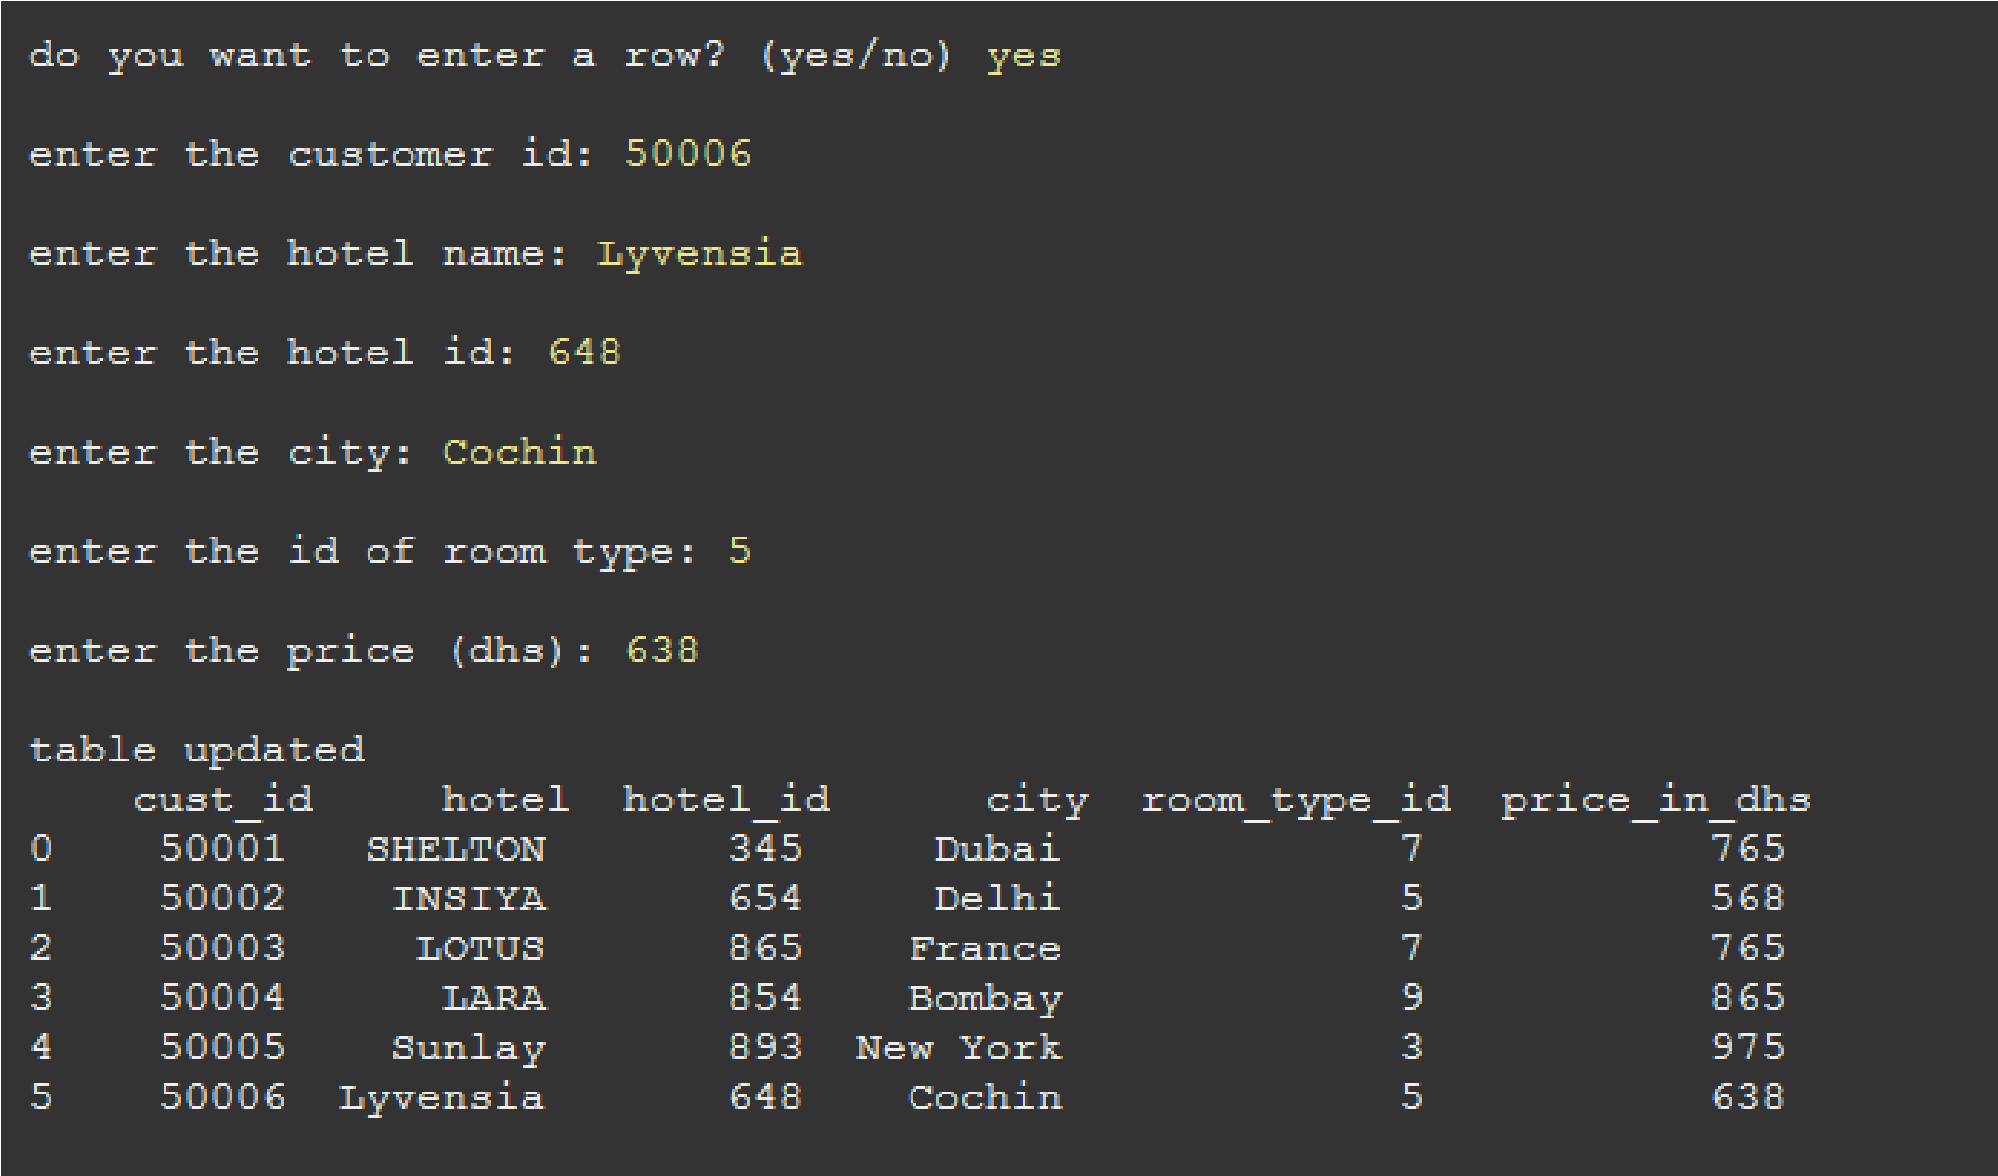 do you want to enter a row? (yes/no) yes
enter the customer id: 50006
enter the hotel name: Lyvensia
enter the hotel id: 648
enter the city: Cochin
enter the id of room type: 5
enter the price (dhs): 638
table updated
cust_id hotel hotel_id city room_type_id price_in_dhs
0 50001 SHELTON 345 Dubai 7 765
1 50002 INSIYA 654 Delhi 5 568
2 50003 LOTUS 865 France 7 765
3 50004 LARA 854 Bombay 9 865
4 50005 Sunlay 893 New York 3 975
5 50006 Lyvensia 648 Cochin 5 638